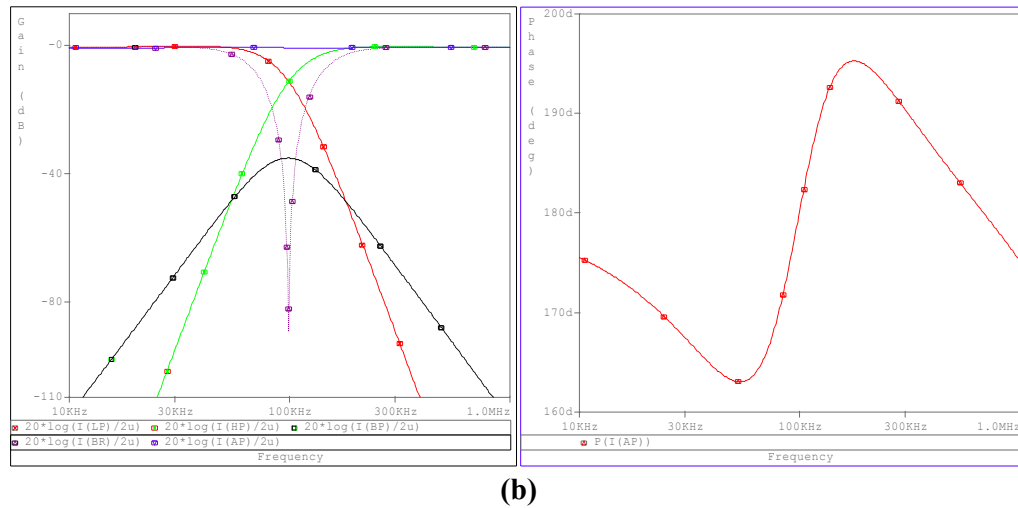 Gain (dB)
-0
-40
-80
-110
10KHz 30KHz 100KHz 300KHz 1.0MHz
20*log(I(LP)/2u) 20*log(I(HP)/2u) 20*log(I(BP)/2u)
20*log(I(BR)/2u) 20*log(I(AP)/2u)
Frequency
Phase (deg)
200d
190d
180d
170d
160d
10KHz 30KHz 100KHz 300KHz 1.0MHz
P(I(AP))
Frequency
(b)